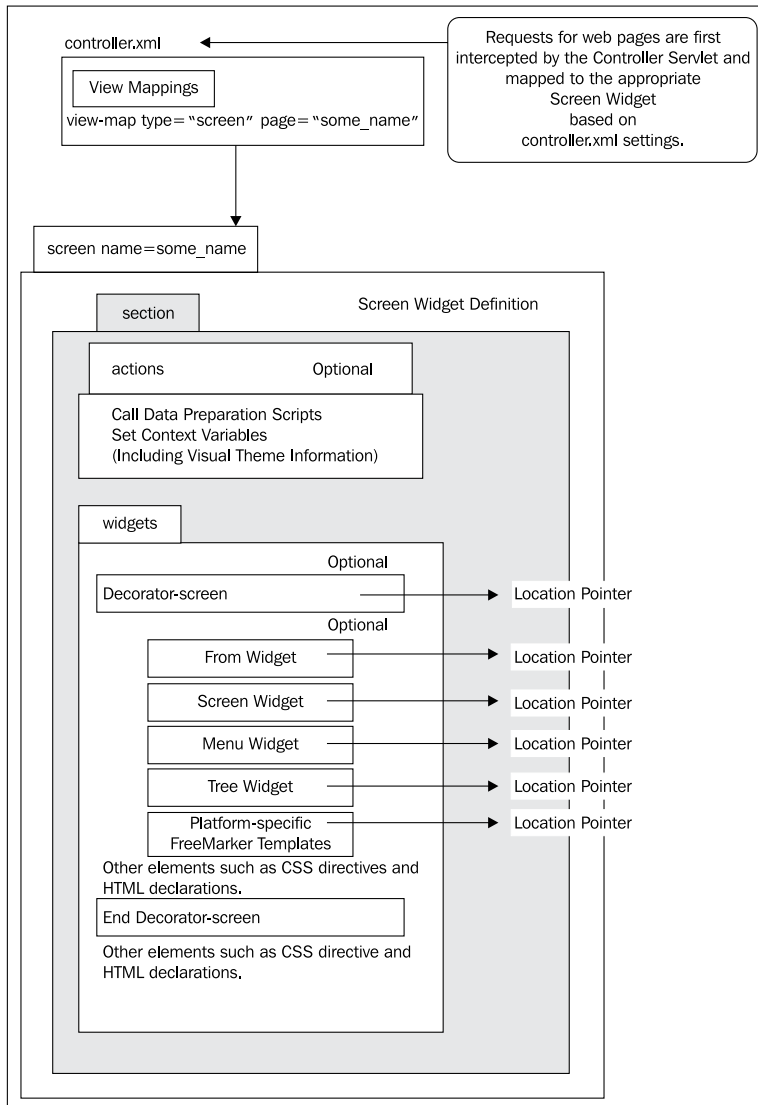 controller.xml
Requests for web pages are first
intercepted by the Controller Servlet and
mapped to the appropriate
Screen Widget
based on
controller.xml settings.
View Mappings
view-map type="screen" page="some_name"
screen name=some_name
Screen Widget Definition
section
actions Optional
Call Data Preparation Scripts
Set Context Variables
(Including Visual Theme Information)
widgets
Optional
Decorator-screen Location Pointer
Optional
From Widget Location Pointer
Screen Widget Location Pointer
Menu Widget Location Pointer
Tree Widget Location Pointer
Platform-specific Location Pointer
FreeMarker Templates
Other elements such as CSS directives and
HTML declarations.
End Decorator-screen
Other elements such as CSS directive and
HTML declarations.